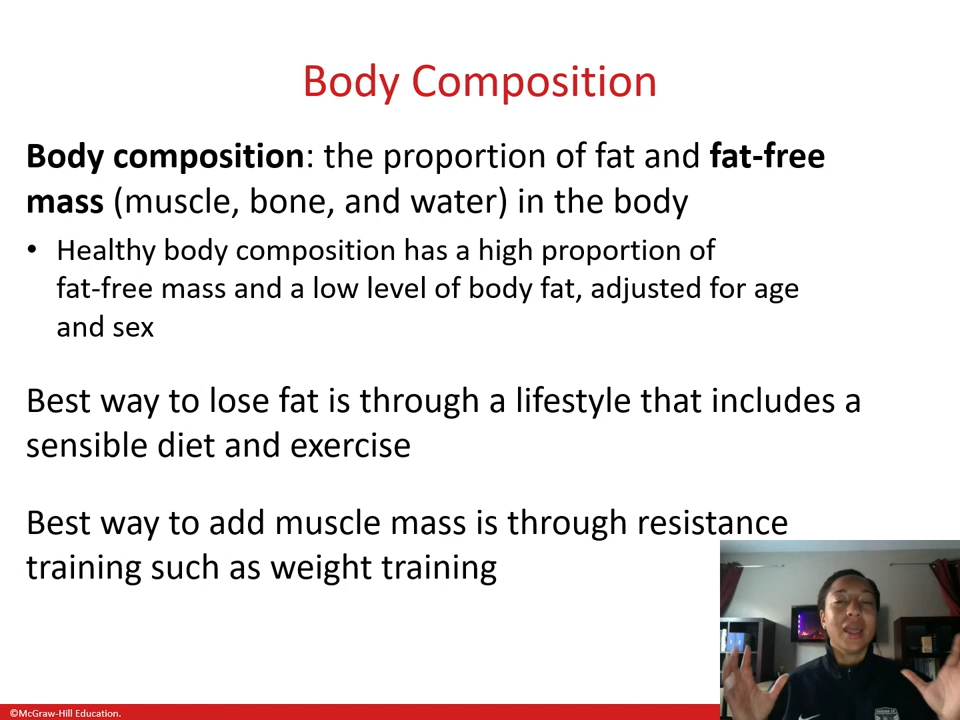 Body Composition
Body composition: the proportion of fat and fat-free
mass (muscle, bone, and water) in the body
• Healthy body composition has a high proportion of
fat-free mass and a low level of body fat, adjusted for age
and sex
Best way to lose fat is through a lifestyle that includes a
sensible diet and exercise
Best way to add muscle mass is through resistance
training such as weight training
©McGraw-Hill Education.